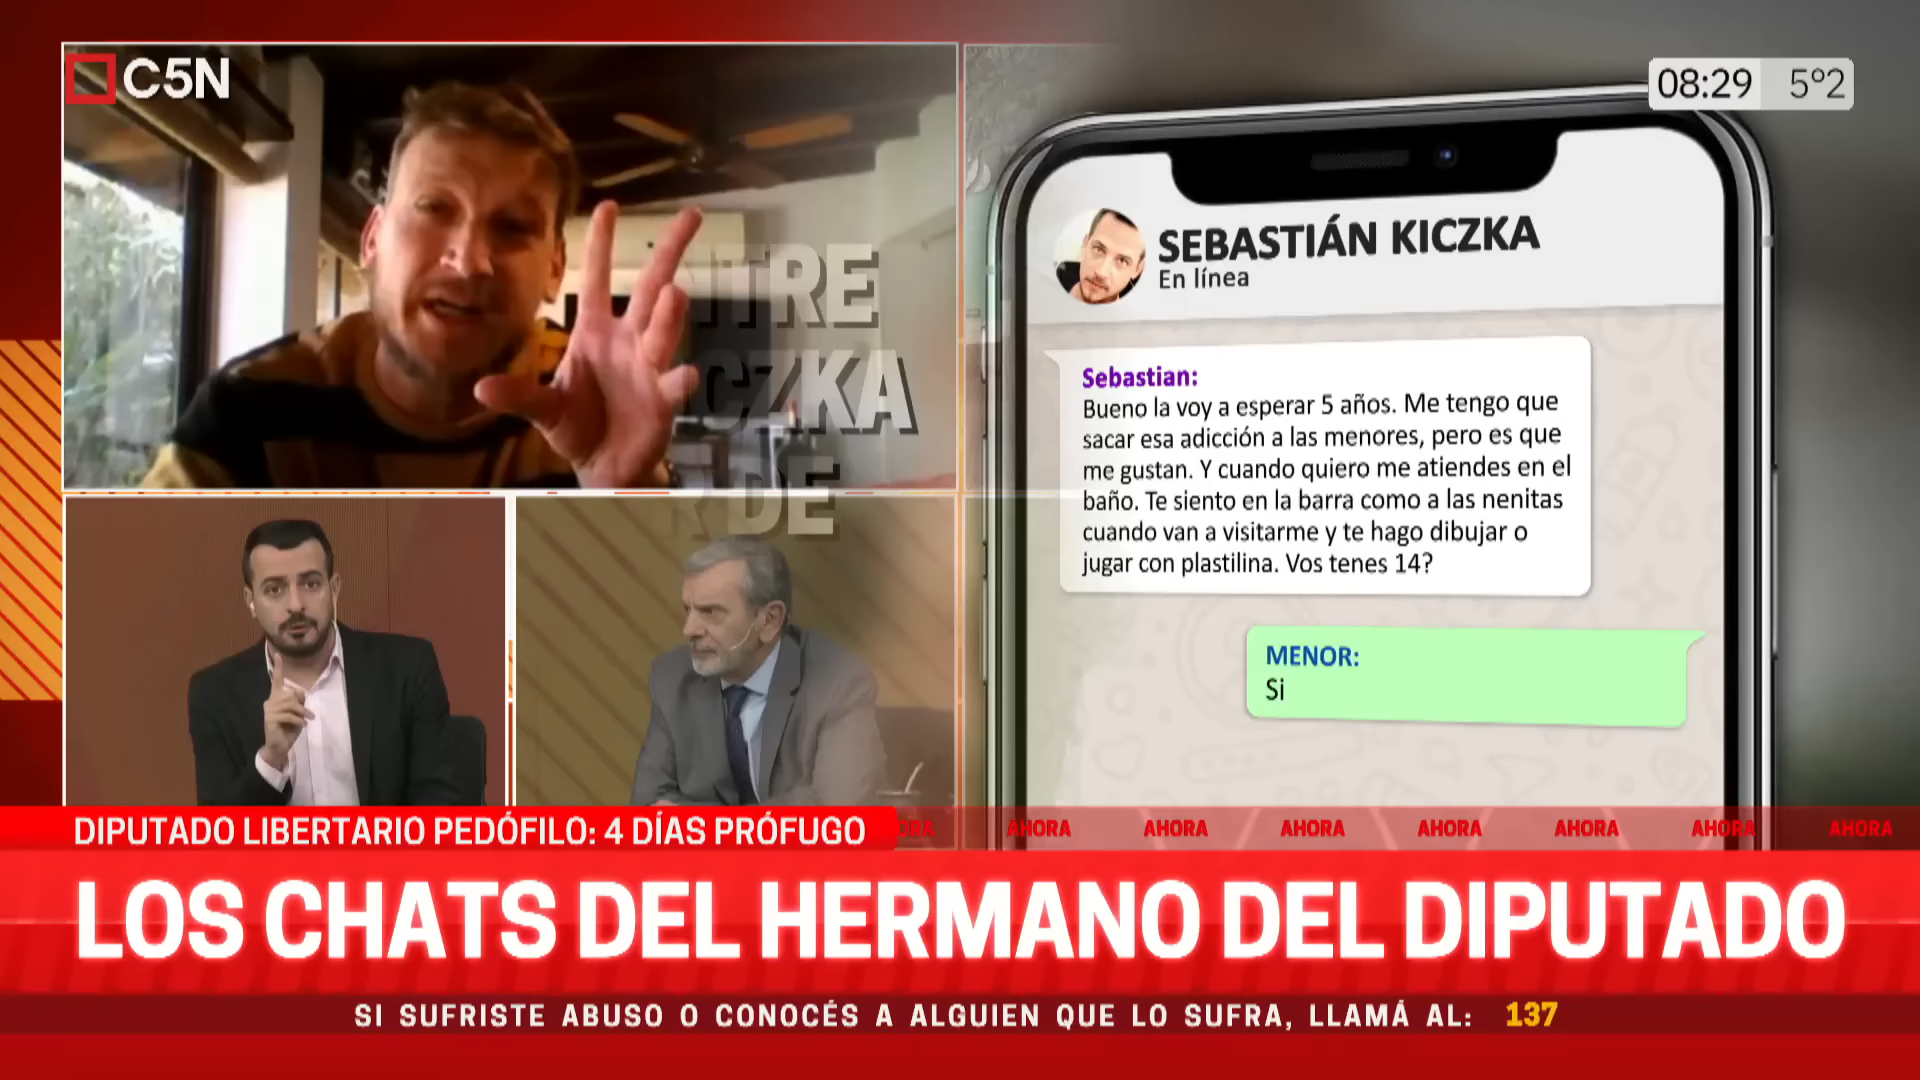 C5N
08:29 5°2
NTRE
CZKA
R DE
SEBASTIÁN KICZKA
En línea
Sebastian:
Bueno la voy a esperar 5 años. Me tengo que
sacar esa adicción a las menores, pero es que
me gustan. Y cuando quiero me atiendes en el
baño. Te siento en la barra como a las nenitas
cuando van a visitarme y te hago dibujar o
jugar con plastilina. Vos tenes 14?
MENOR:
Si
DIPUTADO LIBERTARIO PEDÓFILO: 4 DÍAS PRÓFUGO
ORA AHORA AHORA AHORA AHORA AHORA AHORA AHORA
LOS CHATS DEL HERMANO DEL DIPUTADO
SI SUFRISTE ABUSO O CONOCÉS A ALGUIEN QUE LO SUFRA, LLAMÁ AL: 137